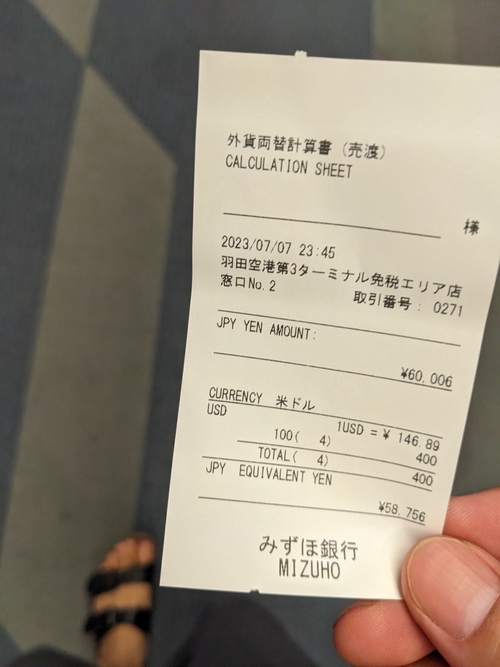 外貨両替計算書 (売渡)
CALCULATION SHEET
様
2023/07/07 23:45
羽田空港第3ターミナル免税エリア店
窓口No. 2 取引番号 : 0271
JPY YEN AMOUNT:
¥60,006
CURRENCY 米ドル
USD 1USD = ¥ 146.89
100( 4) 400
TOTAL( 4) 400
JPY EQUIVALENT YEN
¥58,756
みずほ銀行
MIZUHO